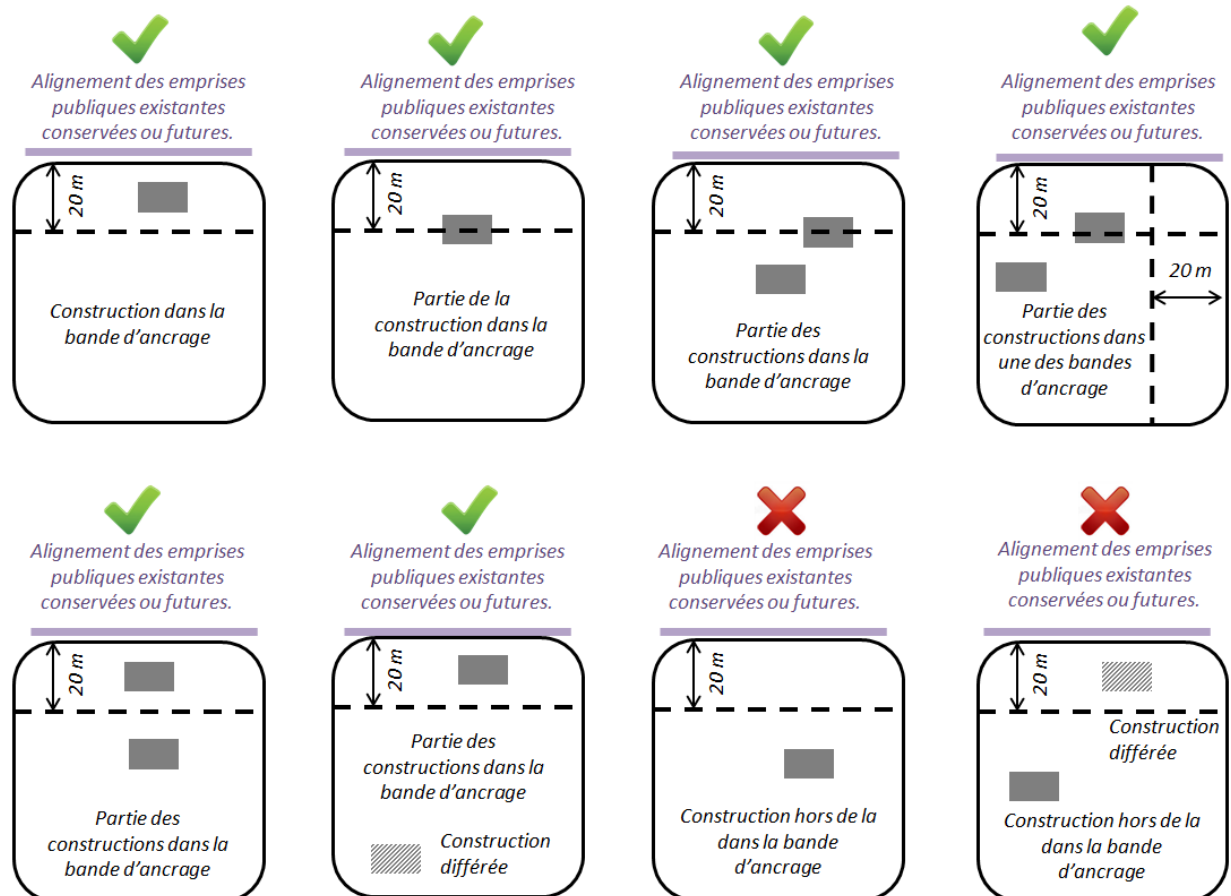 Alignement des emprises
publiques existantes
conservées ou futures.
20 m
Construction dans la
bande d'ancrage
Alignement des emprises
publiques existantes
conservées ou futures.
20 m
Partie de la
construction dans la
bande d'ancrage
Alignement des emprises
publiques existantes
conservées ou futures.
20 m
Partie des
constructions dans la
bande d'ancrage
Alignement des emprises
publiques existantes
conservées ou futures.
20 m
20 m
Partie des
constructions dans
une des bandes
d'ancrage
Alignement des emprises
publiques existantes
conservées ou futures.
20 m
Partie des
constructions dans la
bande d'ancrage
Alignement des emprises
publiques existantes
conservées ou futures.
20 m
Partie des
constructions dans la
bande d'ancrage
Construction
différée
Alignement des emprises
publiques existantes
conservées ou futures.
20 m
Construction hors de la
dans la bande
d'ancrage
Alignement des emprises
publiques existantes
conservées ou futures.
20 m
Construction
différée
Construction hors de la
dans la bande
d'ancrage